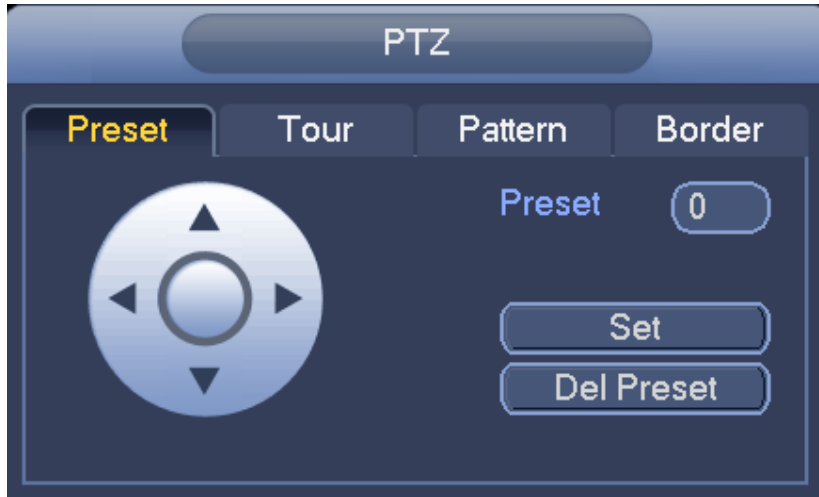 PTZ
Preset Tour Pattern Border
Preset 0
Set
Del Preset